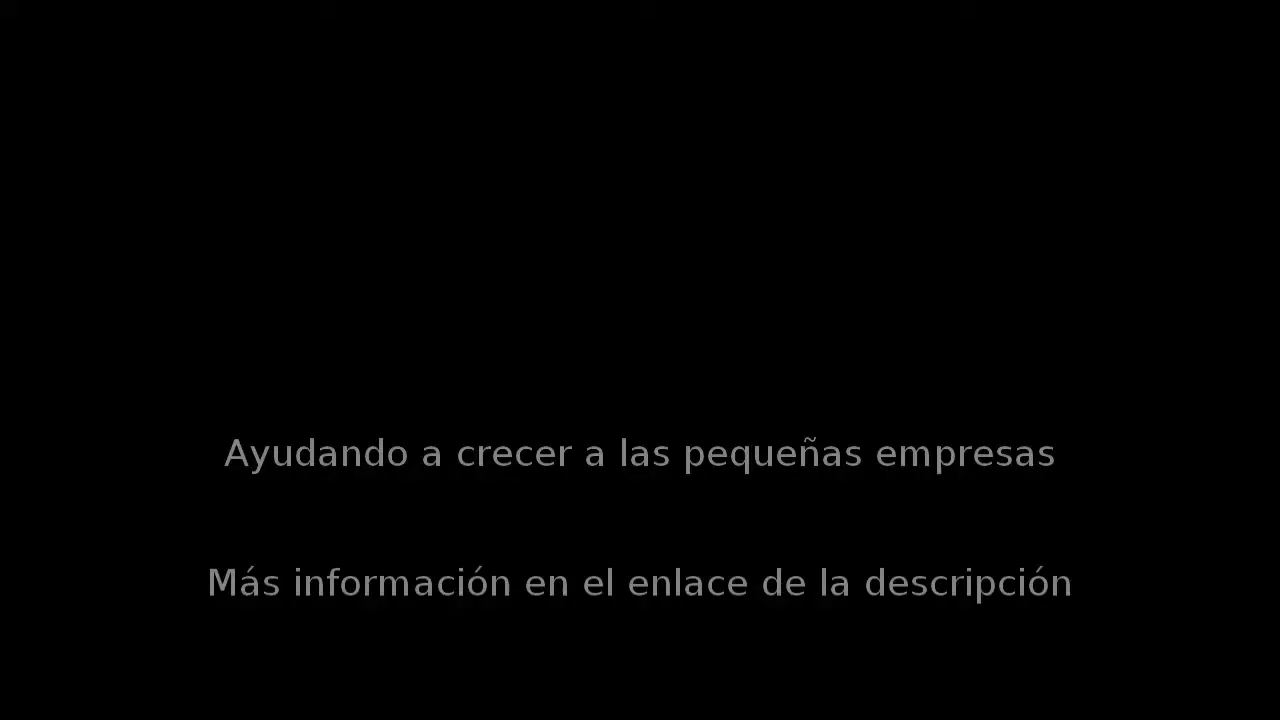 Ayudando a crecer a las pequeñas empresas
Más información en el enlace de la descripción